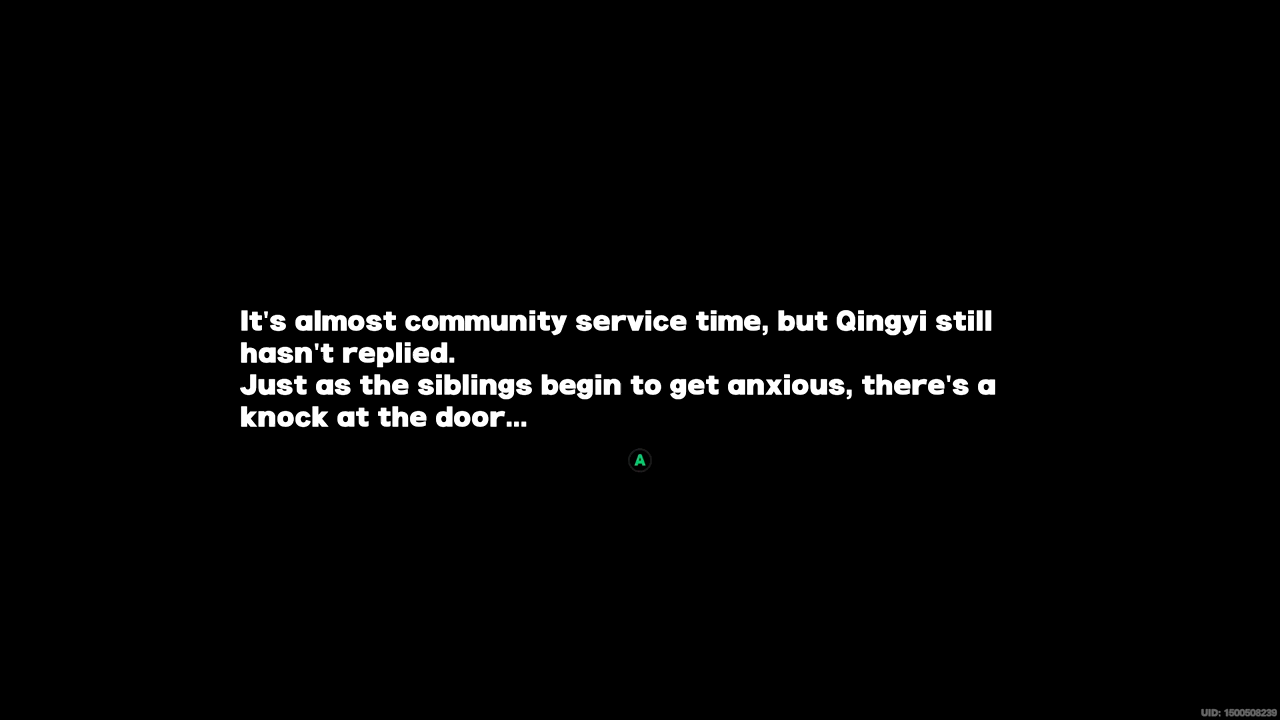 It's almost community service time, but Qingyi still
hasn't replied.
Just as the siblings begin to get anxious, there's a
knock at the door...
A
UID: 1500508239